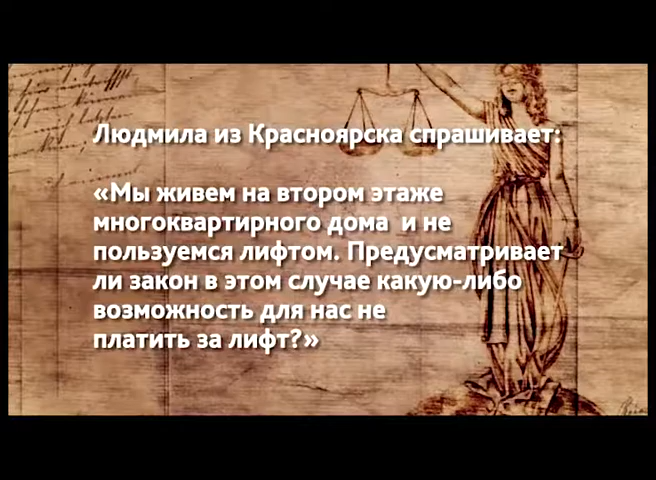 Людмила из Красноярска спрашивает:
«Мы живем на втором этаже
многоквартирного дома и не
пользуемся лифтом. Предусматривает
ли закон в этом случае какую-либо
возможность для нас не
платить за лифт?»